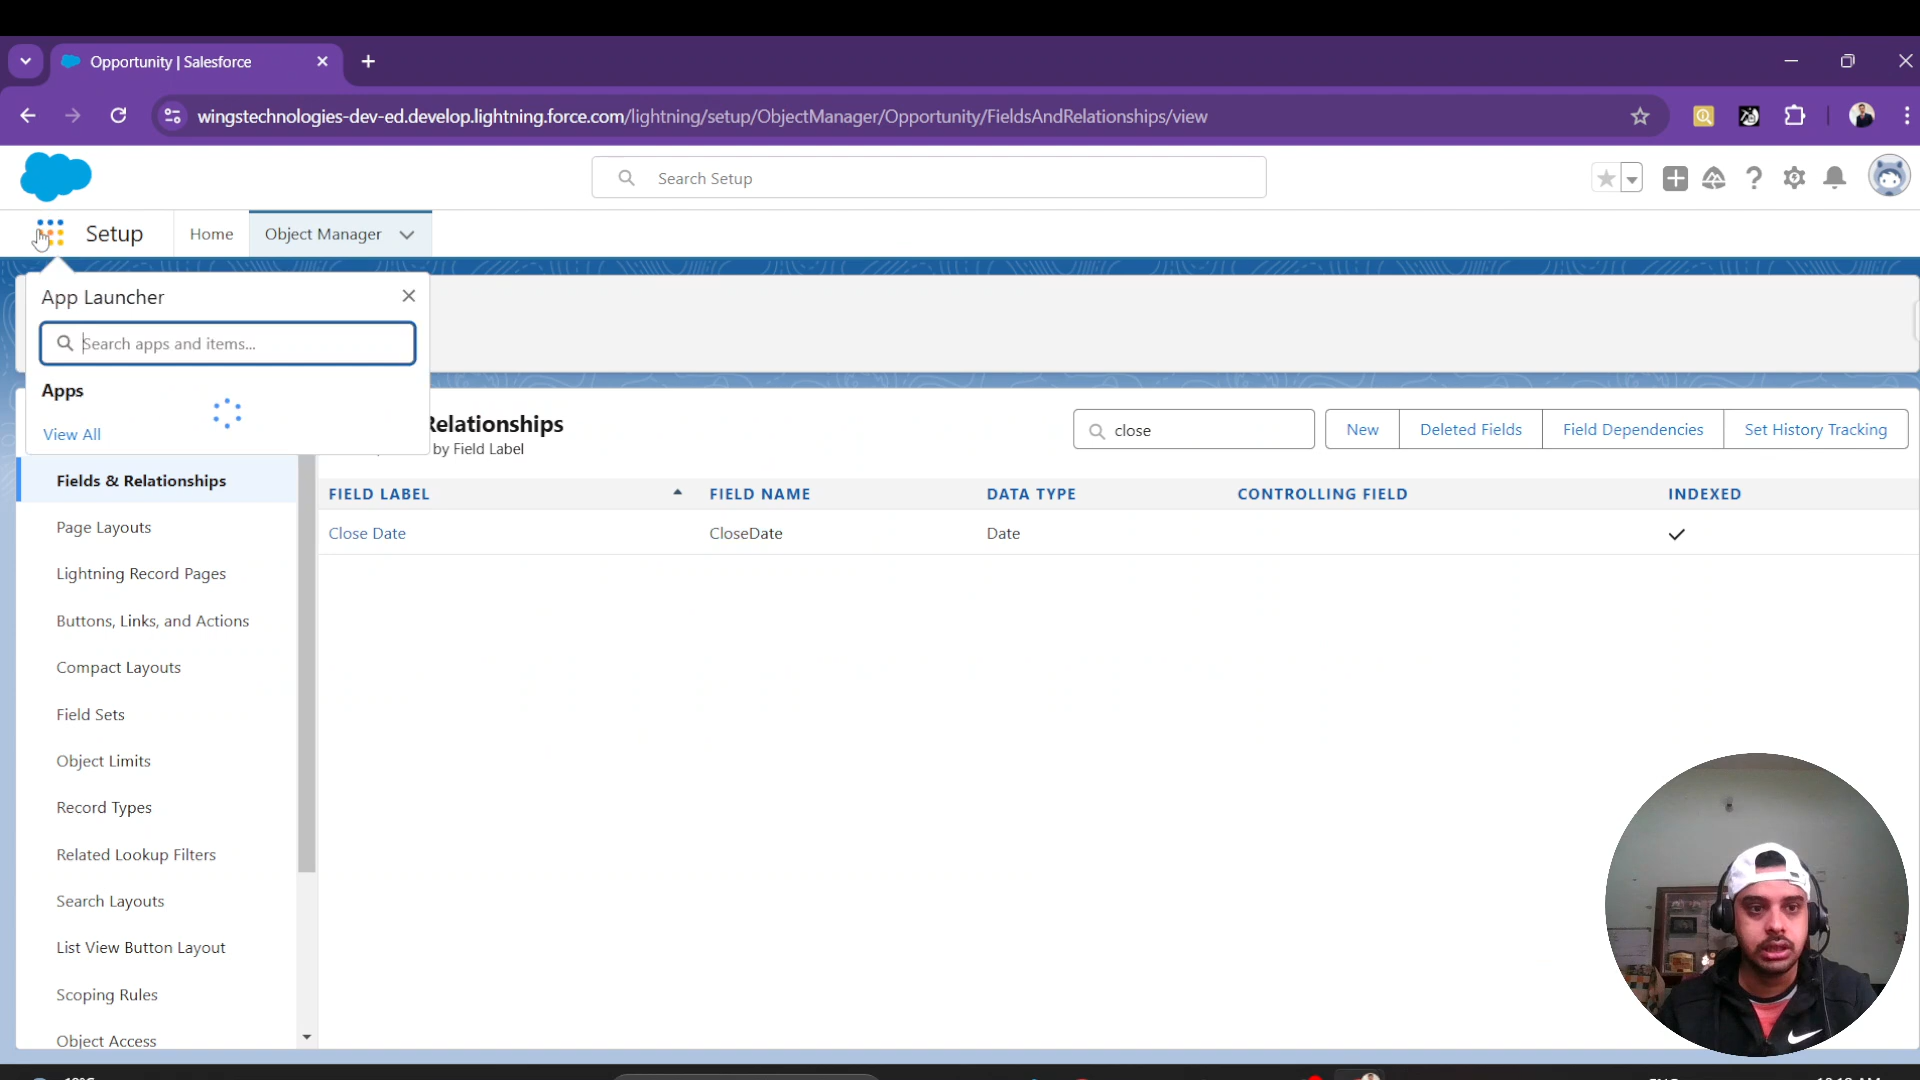 Opportunity | Salesforce
wingstechnologies-dev-ed.develop.lightning.force.com/lightning/setup/ObjectManager/Opportunity/FieldsAndRelationships/view
Search Setup
Setup
Home
Object Manager
App Launcher
Search apps and items...
Apps
View All
Relationships
by Field Label
close
New
Deleted Fields
Field Dependencies
Set History Tracking
FIELD LABEL
FIELD NAME
DATA TYPE
CONTROLLING FIELD
INDEXED
Close Date
CloseDate
Date
Fields & Relationships
Page Layouts
Lightning Record Pages
Buttons, Links, and Actions
Compact Layouts
Field Sets
Object Limits
Record Types
Related Lookup Filters
Search Layouts
List View Button Layout
Scoping Rules
Object Access